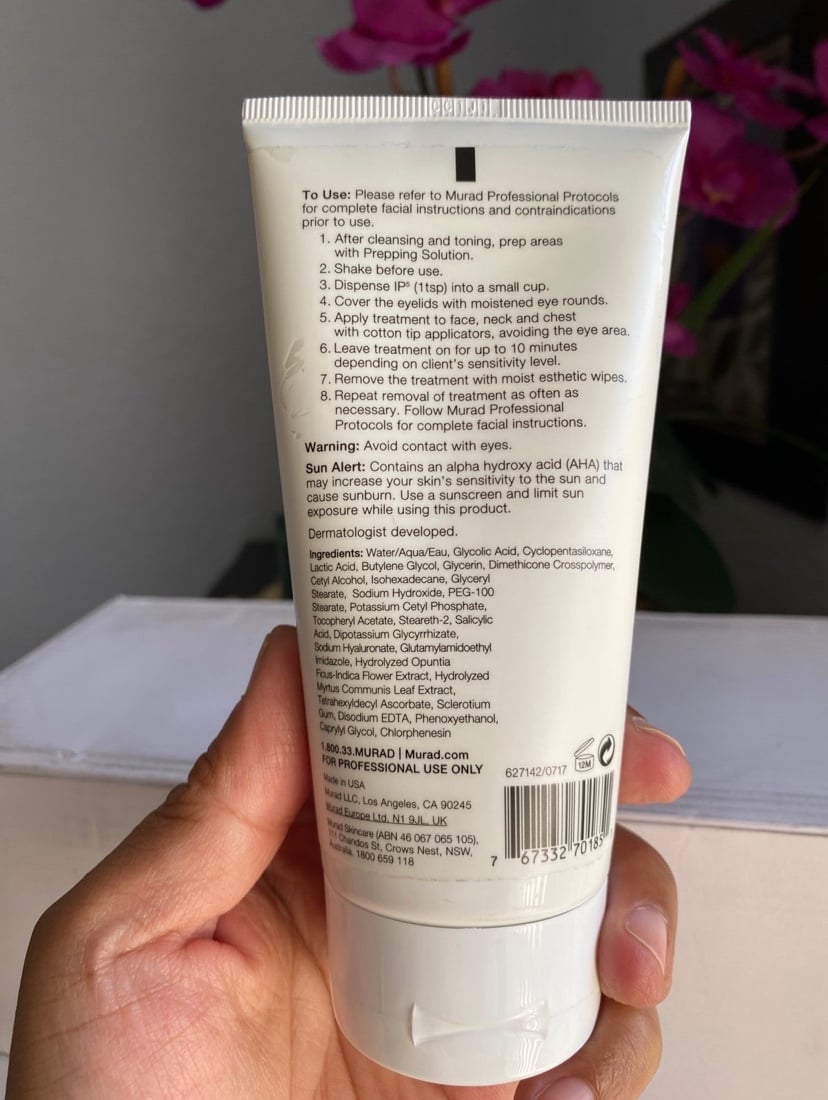 To Use: Please refer to Murad Professional Protocols
for complete facial instructions and contraindications
prior to use.
1. After cleansing and toning, prep areas
with Prepping Solution.
2. Shake before use.
3. Dispense IP⁵ (1tsp) into a small cup.
4. Cover the eyelids with moistened eye rounds.
5. Apply treatment to face, neck and chest
with cotton tip applicators, avoiding the eye area.
6. Leave treatment on for up to 10 minutes
depending on client's sensitivity level.
7. Remove the treatment with moist esthetic wipes.
8. Repeat removal of treatment as often as
necessary. Follow Murad Professional
Protocols for complete facial instructions.
Warning: Avoid contact with eyes.
Sun Alert: Contains an alpha hydroxy acid (AHA) that
may increase your skin's sensitivity to the sun and
cause sunburn. Use a sunscreen and limit sun
exposure while using this product.
Dermatologist developed.
Ingredients: Water/Aqua/Eau, Glycolic Acid, Cyclopentasiloxane,
Lactic Acid, Butylene Glycol, Glycerin, Dimethicone Crosspolymer,
Cetyl Alcohol, Isohexadecane, Glyceryl
Stearate, Sodium Hydroxide, PEG-100
Stearate, Potassium Cetyl Phosphate,
Tocopheryl Acetate, Steareth-2, Salicylic
Acid, Dipotassium Glycyrrhizate,
Sodium Hyaluronate, Glutamylamidoethyl
Imidazole, Hydrolyzed Opuntia
Ficus-Indica Flower Extract, Hydrolyzed
Myrtus Communis Leaf Extract,
Tetrahexyldecyl Ascorbate, Sclerotium
Gum, Disodium EDTA, Phenoxyethanol,
Caprylyl Glycol, Chlorphenesin
1.800.33.MURAD | Murad.com
FOR PROFESSIONAL USE ONLY
Made in USA
Murad LLC, Los Angeles, CA 90245
Murad Europe Ltd, N1 9JL, UK
Murad Skincare (ABN 46 067 065 105),
111 Chandos St, Crows Nest, NSW,
Australia. 1800 659 118
627142/0717
12M
7 67332 70185